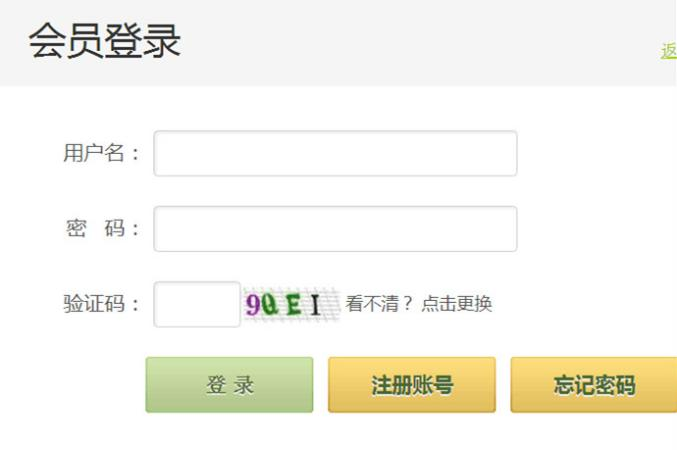 会员登录
返
用户名：
密 码：
验证码： 9QEI 看不清？点击更换
登 录 注册账号 忘记密码